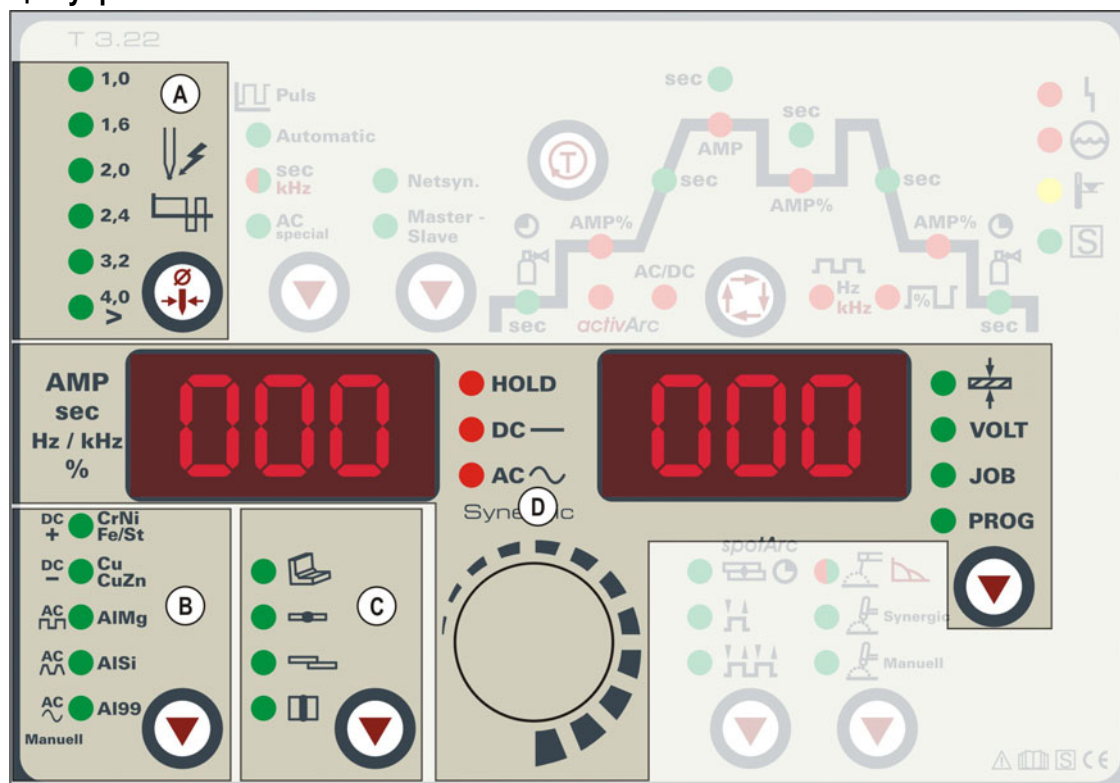 T 3.22
1,0
1,6
2,0
2,4
3,2
4,0
>
A
Puls
Automatic
sec
kHz
AC
special
Netsyn.
Master -
Slave
sec
AMP%
sec
sec
AMP
sec
AMP%
sec
AMP%
sec
activArc
AC/DC
Hz
kHz
%
S
AMP
sec
Hz / kHz
%
000
HOLD
DC
AC
000
VOLT
JOB
PROG
D
DC
+
CrNi
Fe/St
DC
−
Cu
CuZn
AC
AlMg
AC
AlSi
AC
Al99
Manuell
B
C
spotArc
Synergic
Manuell
S CE